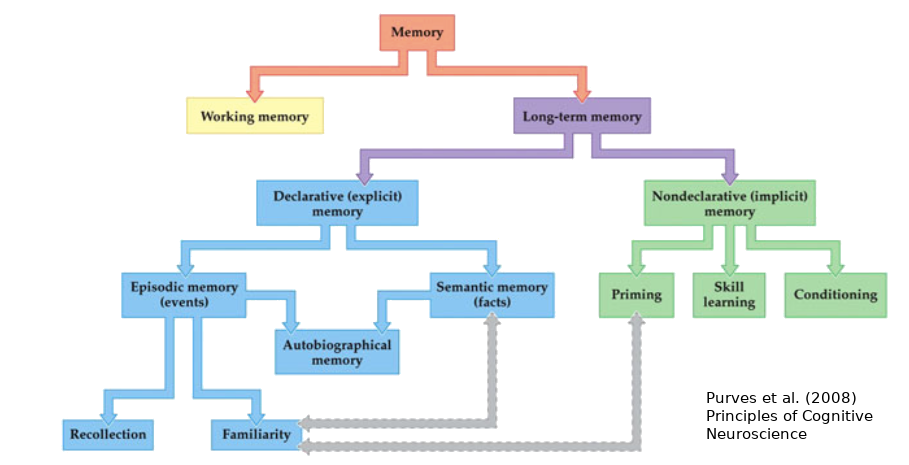 Memory
Working memory
Long-term memory
Declarative (explicit)
memory
Nondeclarative (implicit)
memory
Episodic memory
(events)
Semantic memory
(facts)
Priming
Skill
learning
Conditioning
Autobiographical
memory
Recollection
Familiarity
Purves et al. (2008)
Principles of Cognitive
Neuroscience